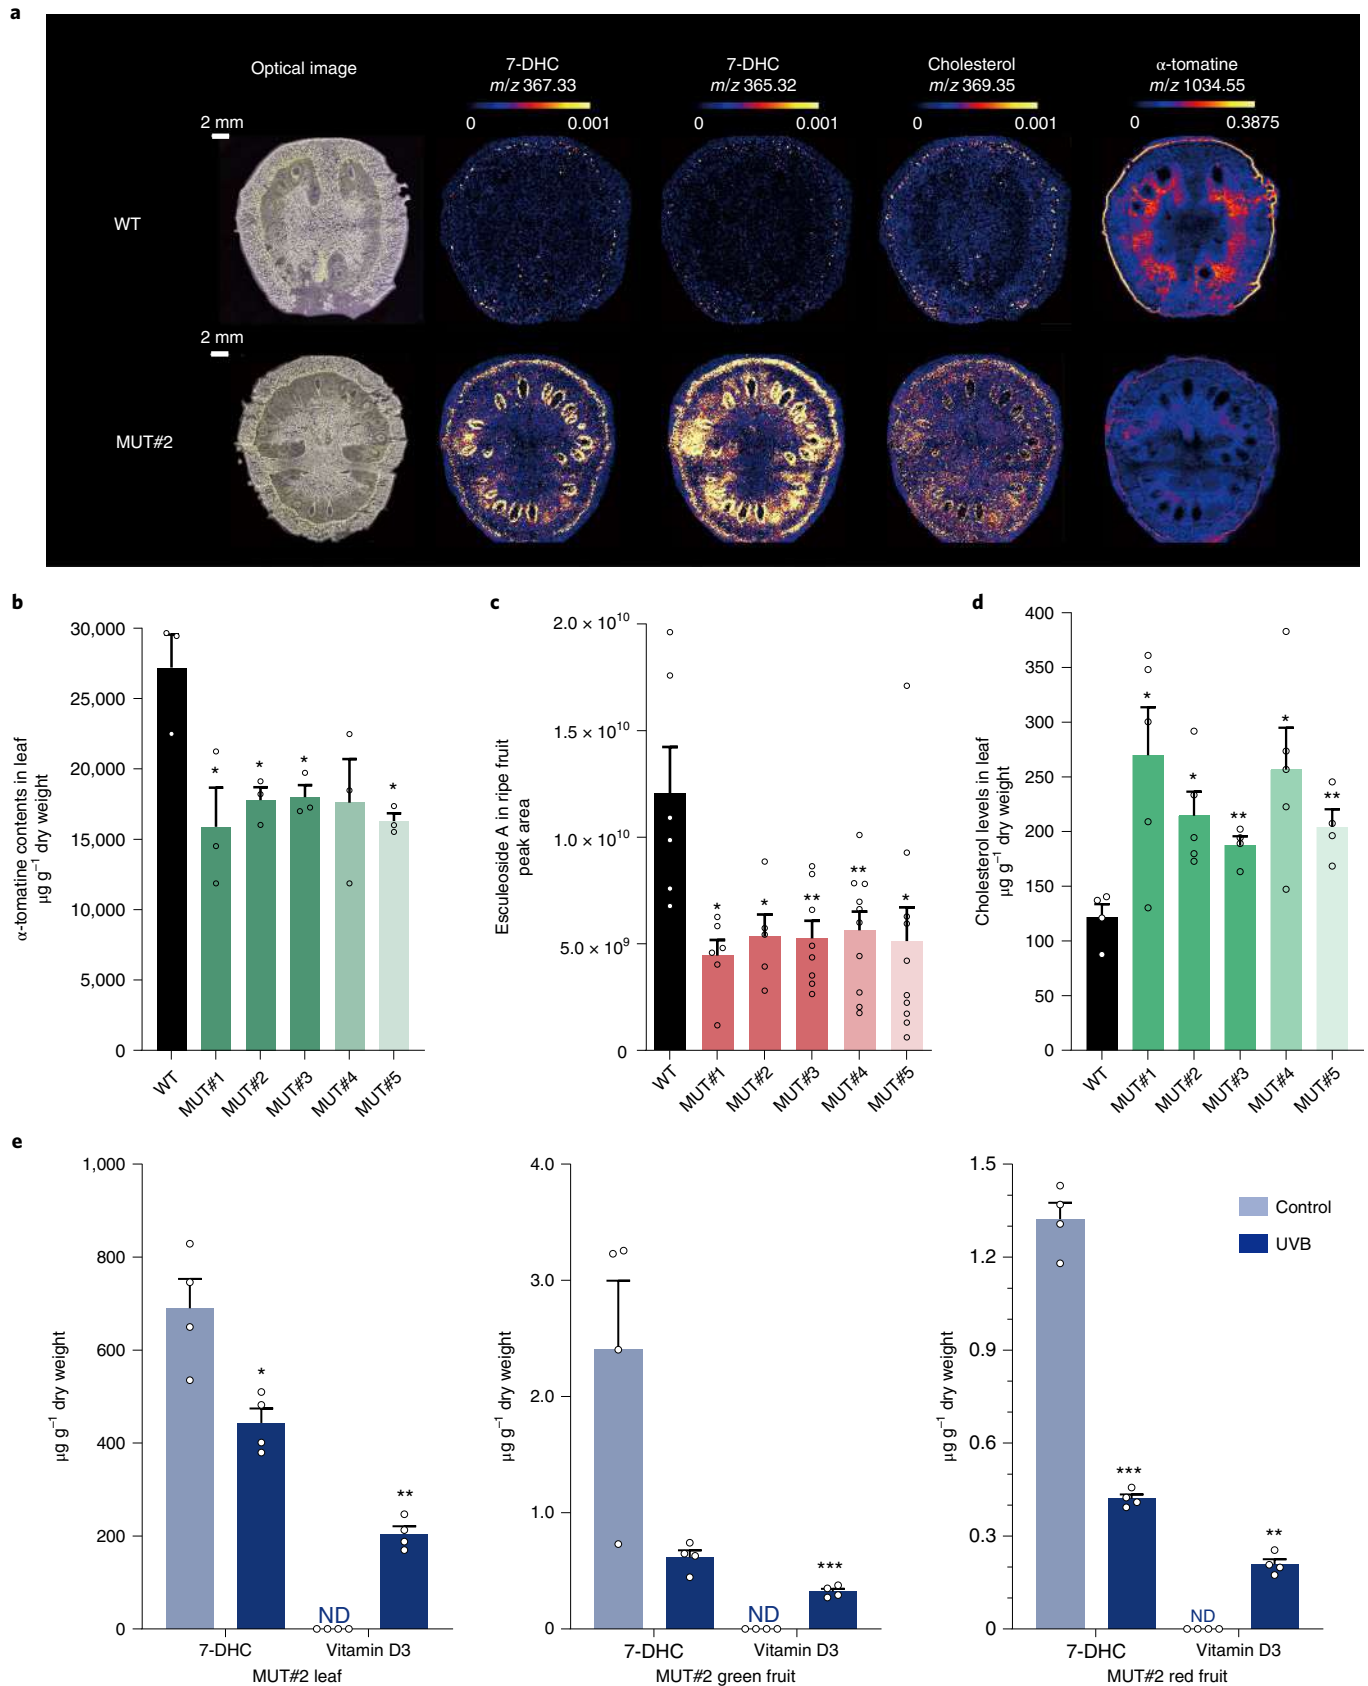 a
Optical image
7-DHC
m/z 367.33
7-DHC
m/z 365.32
Cholesterol
m/z 369.35
α-tomatine
m/z 1034.55
0 0.001
0 0.001
0 0.001
0 0.3875
2 mm
WT
2 mm
MUT#2
b
α-tomatine contents in leaf
µg g⁻¹ dry weight
30,000
25,000
20,000
15,000
10,000
5,000
0
*
*
*
*
WT
MUT#1
MUT#2
MUT#3
MUT#4
MUT#5
c
Esculeoside A in ripe fruit
peak area
2.0 × 10¹⁰
1.5 × 10¹⁰
1.0 × 10¹⁰
5.0 × 10⁹
0
*
*
**
**
*
WT
MUT#1
MUT#2
MUT#3
MUT#4
MUT#5
d
Cholesterol levels in leaf
µg g⁻¹ dry weight
400
350
300
250
200
150
100
50
0
*
*
**
*
**
WT
MUT#1
MUT#2
MUT#3
MUT#4
MUT#5
e
µg g⁻¹ dry weight
1,000
800
600
400
200
0
*
**
ND
7-DHC Vitamin D3
MUT#2 leaf
µg g⁻¹ dry weight
4.0
3.0
2.0
1.0
0
***
ND
7-DHC Vitamin D3
MUT#2 green fruit
µg g⁻¹ dry weight
1.5
1.2
0.9
0.6
0.3
0
***
**
ND
7-DHC Vitamin D3
MUT#2 red fruit
Control
UVB